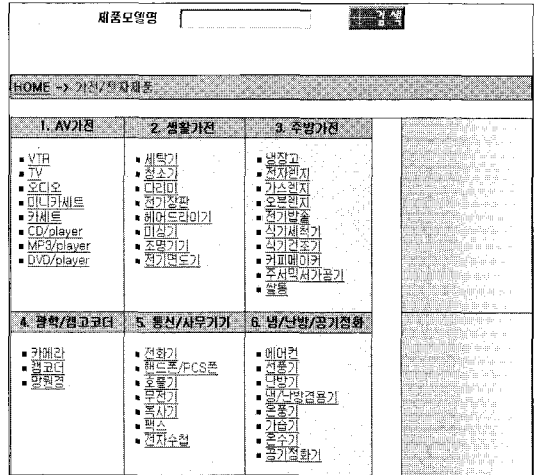 제품모델명
검색
HOME -> 가전/전자제품
1. AV가전
VTR
TV
오디오
미니카세트
카세트
CD/player
MP3/player
DVD/player
2. 생활가전
세탁기
청소기
다리미
전기장판
헤어드라이기
미싱기
조명기기
전기면도기
3. 주방가전
냉장고
전자렌지
가스렌지
오븐렌지
전기밥솥
식기세척기
식기건조기
커피메이커
주서믹서가공기
쌀통
4. 광학/캠코더
카메라
캠코더
망원경
5. 통신/사무기기
전화기
핸드폰/PCS폰
호출기
무전기
복사기
팩스
전자수첩
6. 냉/난방/공기정화
에어컨
선풍기
난방기
냉/난방겸용기
온풍기
가습기
온수기
공기정화기